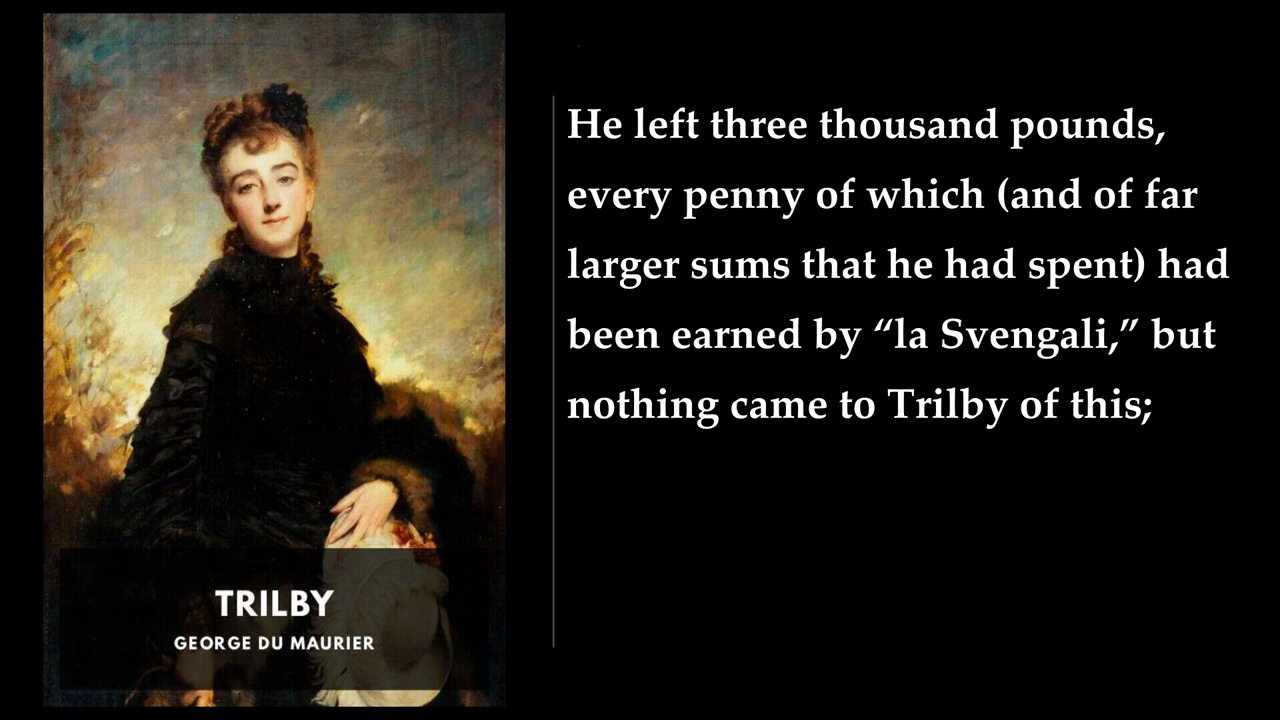 He left three thousand pounds,
every penny of which (and of far
larger sums that he had spent) had
been earned by “la Svengali,” but
nothing came to Trilby of this;
TRILBY
GEORGE DU MAURIER